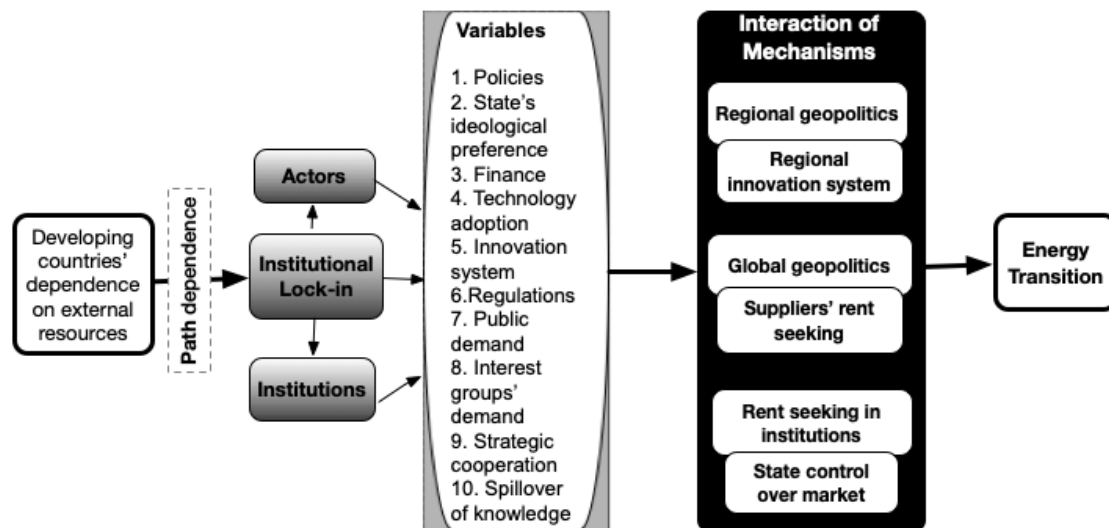 Developing
countries'
dependence
on external
resources
Path dependence
Actors
Institutional
Lock-in
Institutions
Variables
1. Policies
2. State's
ideological
preference
3. Finance
4. Technology
adoption
5. Innovation
system
6.Regulations
7. Public
demand
8. Interest
groups'
demand
9. Strategic
cooperation
10. Spillover
of knowledge
Interaction of
Mechanisms
Regional geopolitics
Regional
innovation system
Global geopolitics
Suppliers' rent
seeking
Rent seeking in
institutions
State control
over market
Energy
Transition